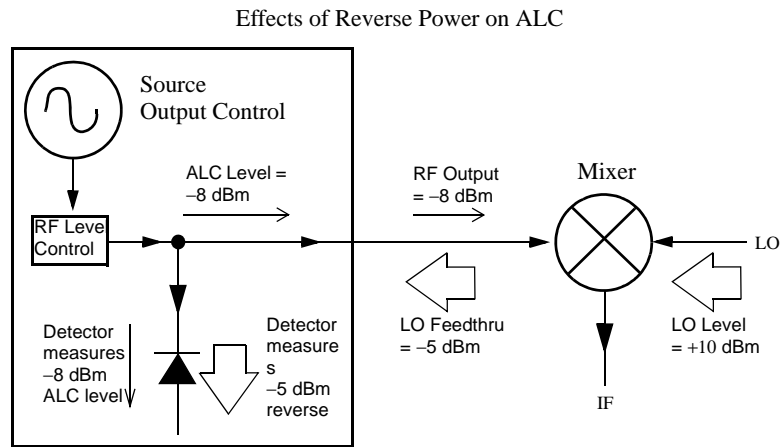 Effects of Reverse Power on ALC
Source
Output Control
ALC Level =
−8 dBm
RF Output
= −8 dBm
Mixer
RF Level
Control
LO
LO Feedthru
= −5 dBm
LO Level
= +10 dBm
Detector
measures
−8 dBm
ALC level
Detector
measure
s
−5 dBm
reverse
IF